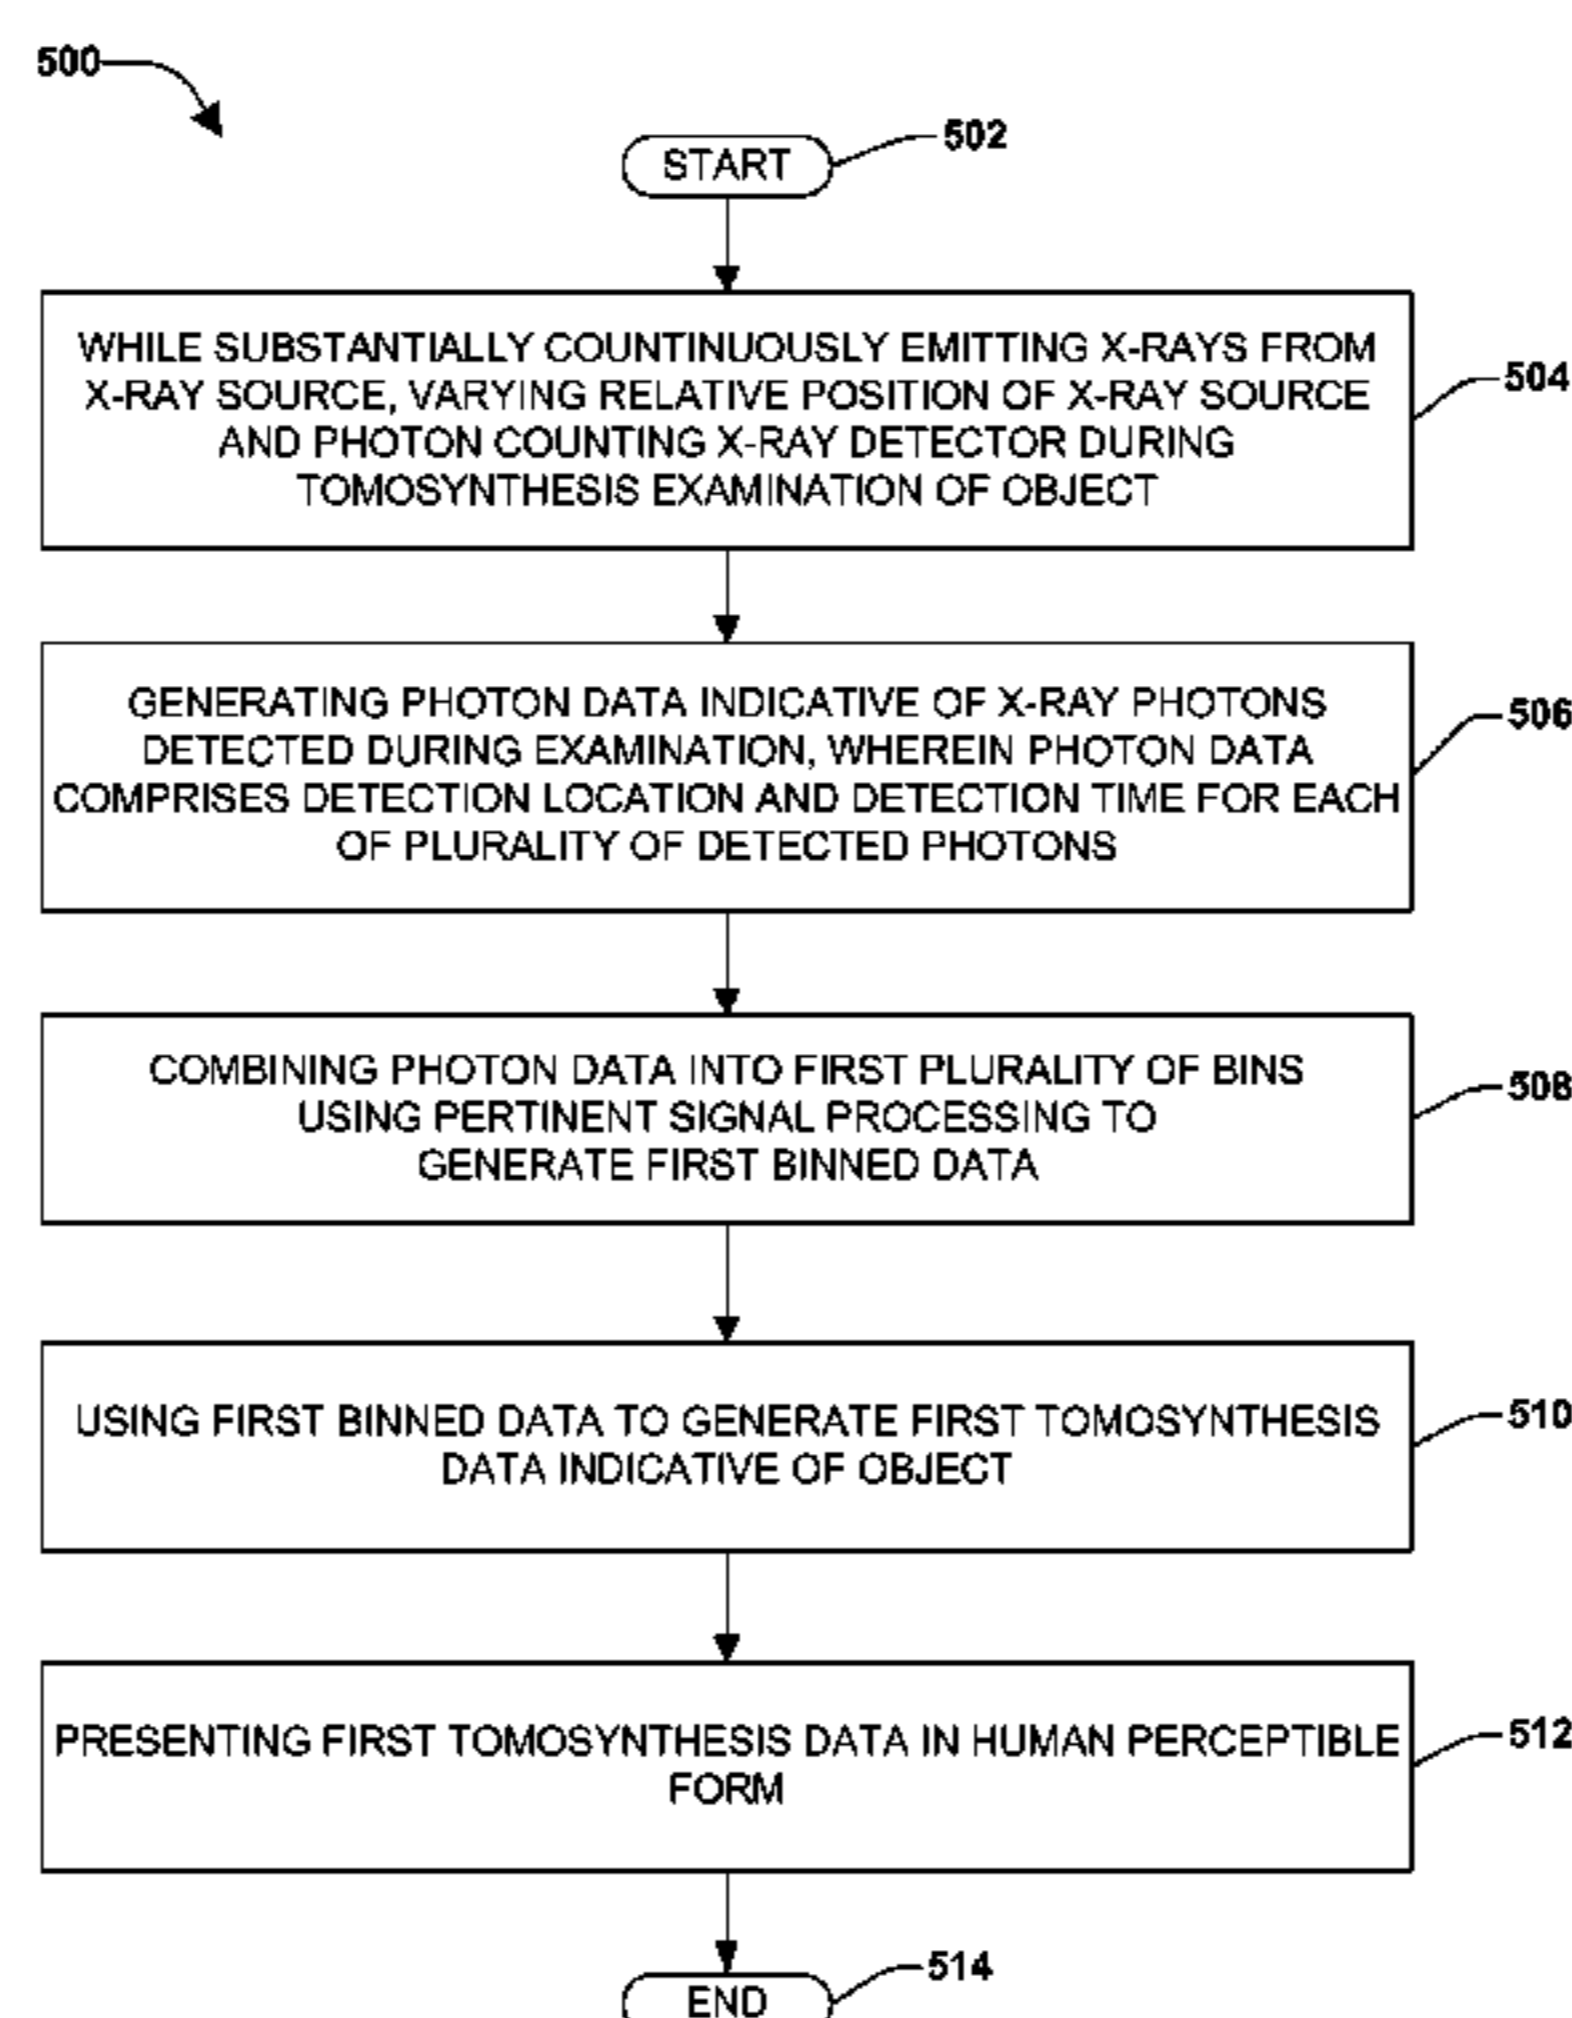 500
START
502
WHILE SUBSTANTIALLY COUNTINUOUSLY EMITTING X-RAYS FROM
X-RAY SOURCE, VARYING RELATIVE POSITION OF X-RAY SOURCE
AND PHOTON COUNTING X-RAY DETECTOR DURING
TOMOSYNTHESIS EXAMINATION OF OBJECT
504
GENERATING PHOTON DATA INDICATIVE OF X-RAY PHOTONS
DETECTED DURING EXAMINATION, WHEREIN PHOTON DATA
COMPRISES DETECTION LOCATION AND DETECTION TIME FOR EACH
OF PLURALITY OF DETECTED PHOTONS
506
COMBINING PHOTON DATA INTO FIRST PLURALITY OF BINS
USING PERTINENT SIGNAL PROCESSING TO
GENERATE FIRST BINNED DATA
508
USING FIRST BINNED DATA TO GENERATE FIRST TOMOSYNTHESIS
DATA INDICATIVE OF OBJECT
510
PRESENTING FIRST TOMOSYNTHESIS DATA IN HUMAN PERCEPTIBLE
FORM
512
END
514